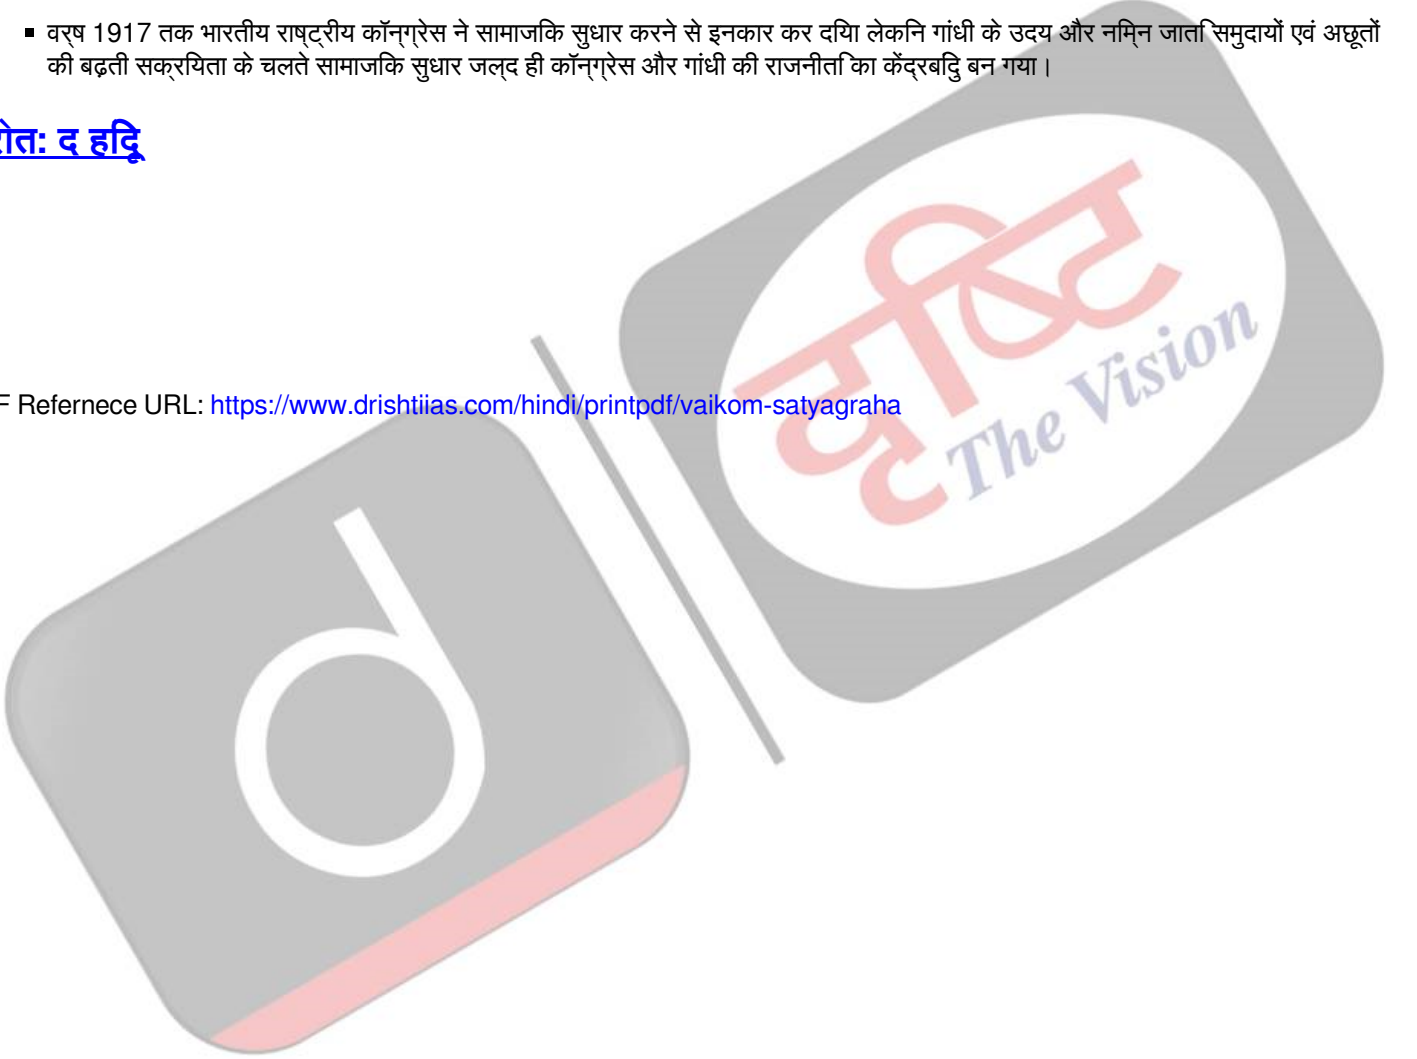 वर्ष 1917 तक भारतीय राष्ट्रीय कॉन्ग्रेस ने सामाजिक सुधार करने से इनकार कर दिया लेकिन गांधी के उदय और निम्न जाति समुदायों एवं अछूतों
की बढ़ती सक्रियता के चलते सामाजिक सुधार जल्द ही कॉन्ग्रेस और गांधी की राजनीति का केंद्रबिंदु बन गया।
रोत: द हिंदू
F Refernece URL: https://www.drishtiias.com/hindi/printpdf/vaikom-satyagraha
दृष्टि
The Vision
d